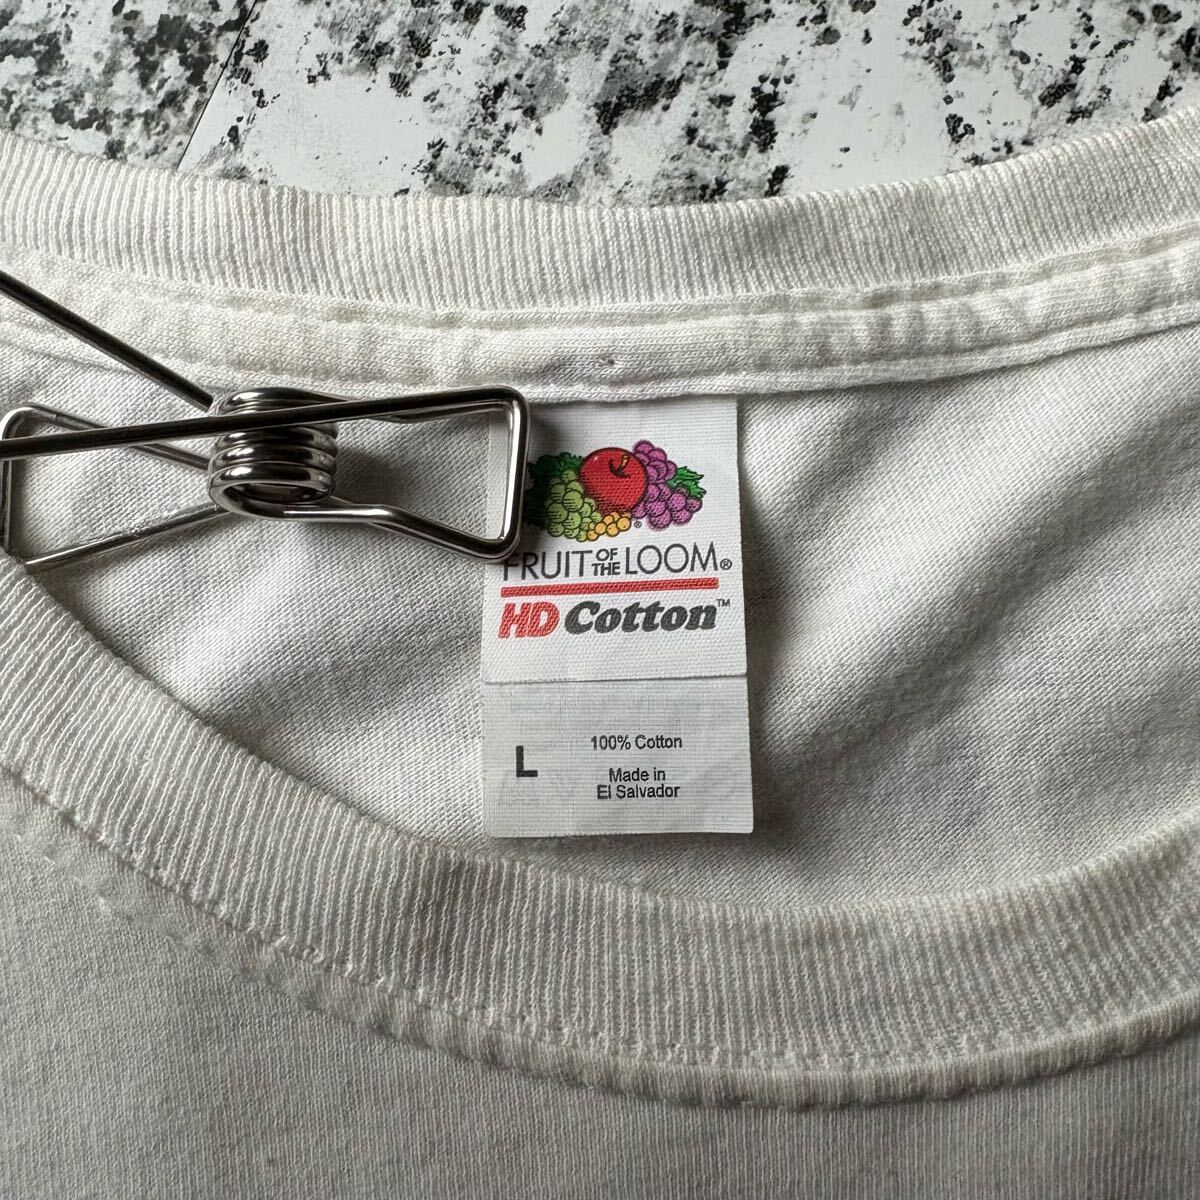 FRUIT OF THE LOOM®
HD Cotton™
L
100% Cotton
Made in
El Salvador